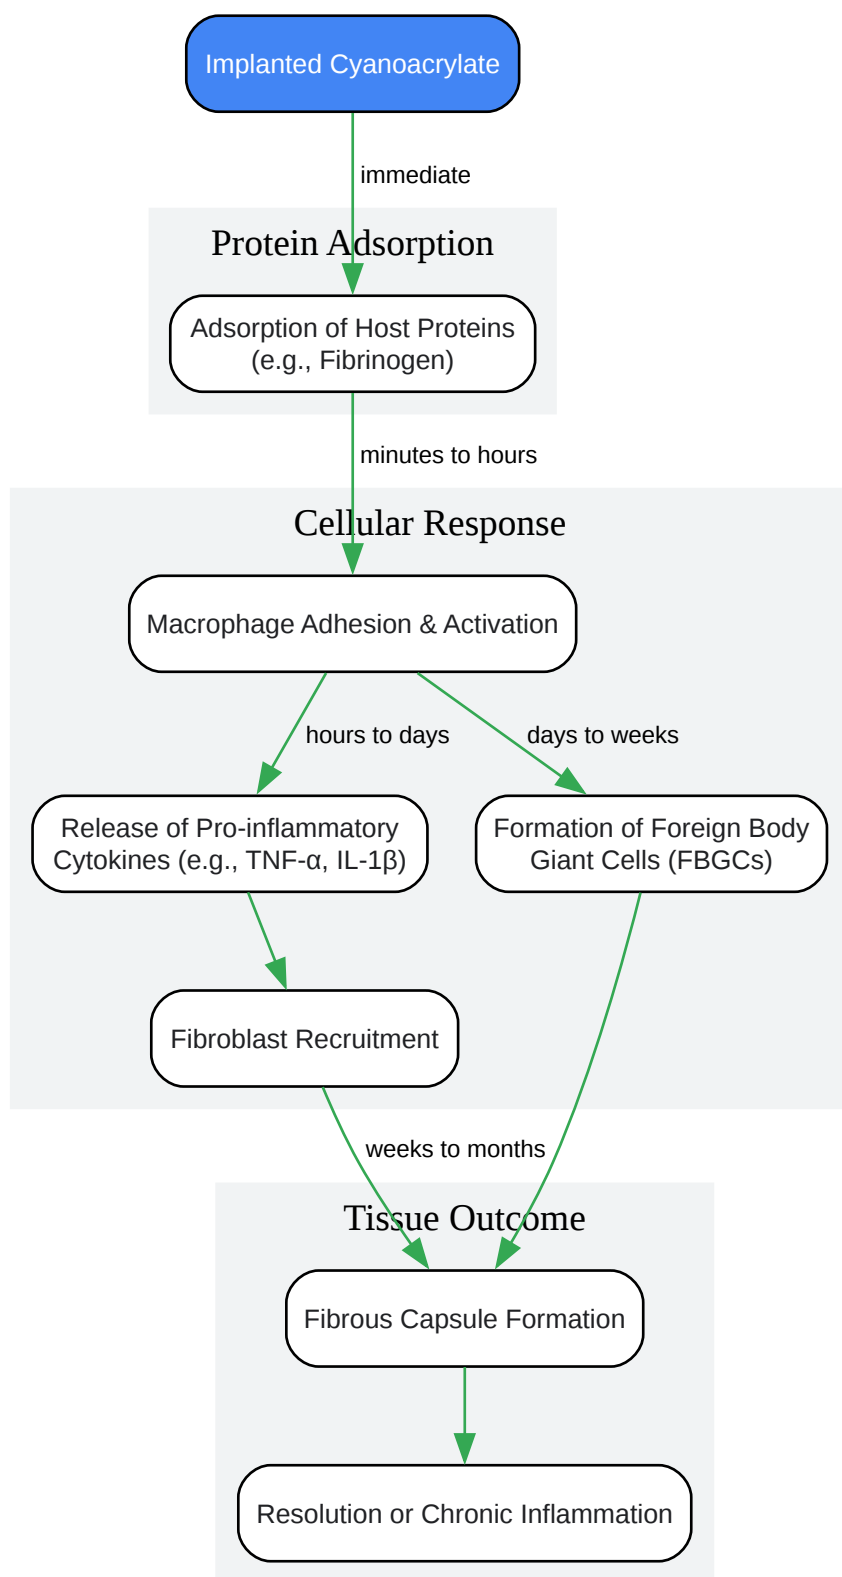 Implanted Cyanoacrylate
immediate
Protein Adsorption
Adsorption of Host Proteins
(e.g., Fibrinogen)
minutes to hours
Cellular Response
Macrophage Adhesion & Activation
hours to days
days to weeks
Release of Pro-inflammatory
Cytokines (e.g., TNF-α, IL-1β)
Formation of Foreign Body
Giant Cells (FBGCs)
Fibroblast Recruitment
weeks to months
Tissue Outcome
Fibrous Capsule Formation
Resolution or Chronic Inflammation